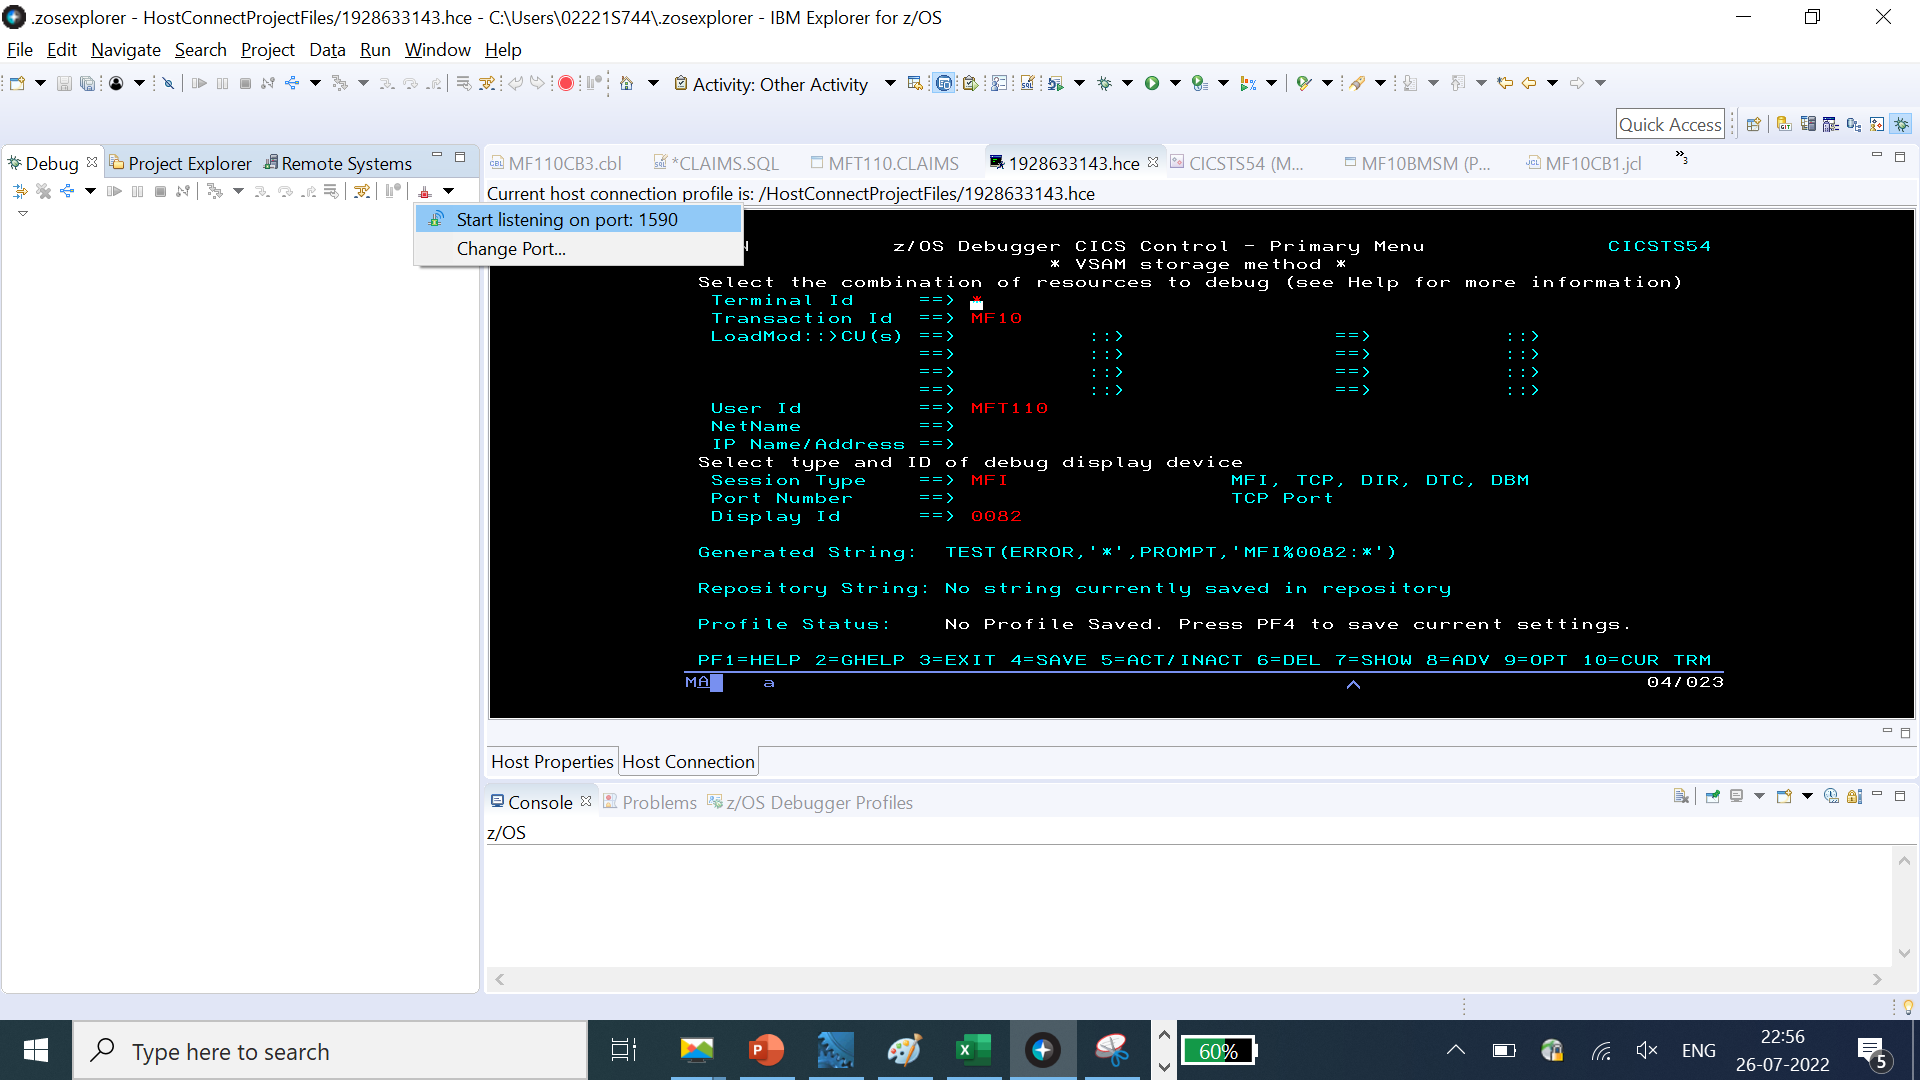 .zosexplorer - HostConnectProjectFiles/1928633143.hce - C:\Users\02221S744\.zosexplorer - IBM Explorer for z/OS
File Edit Navigate Search Project Data Run Window Help
Activity: Other Activity
Quick Access
Debug Project Explorer Remote Systems
MF110CB3.cbl *CLAIMS.SQL MFT110.CLAIMS 1928633143.hce CICSTS54 (M... MF10BMSM (P... MF10CB1.jcl »3
Current host connection profile is: /HostConnectProjectFiles/1928633143.hce
Start listening on port: 1590
Change Port...
z/OS Debugger CICS Control - Primary Menu CICSTS54
* VSAM storage method *
Select the combination of resources to debug (see Help for more information)
Terminal Id ==> *
Transaction Id ==> MF10
LoadMod::>CU(s) ==> ::> ==> ::>
==> ::> ==> ::>
==> ::> ==> ::>
==> ::> ==> ::>
User Id ==> MFT110
NetName ==>
IP Name/Address ==>
Select type and ID of debug display device
Session Type ==> MFI MFI, TCP, DIR, DTC, DBM
Port Number ==> TCP Port
Display Id ==> 0082
Generated String: TEST(ERROR,'*',PROMPT,'MFI%0082:*')
Repository String: No string currently saved in repository
Profile Status: No Profile Saved. Press PF4 to save current settings.
PF1=HELP 2=GHELP 3=EXIT 4=SAVE 5=ACT/INACT 6=DEL 7=SHOW 8=ADV 9=OPT 10=CUR TRM
MA a ^ 04/023
Host Properties Host Connection
Console Problems z/OS Debugger Profiles
z/OS
Type here to search
60%
ENG
22:56
26-07-2022
5